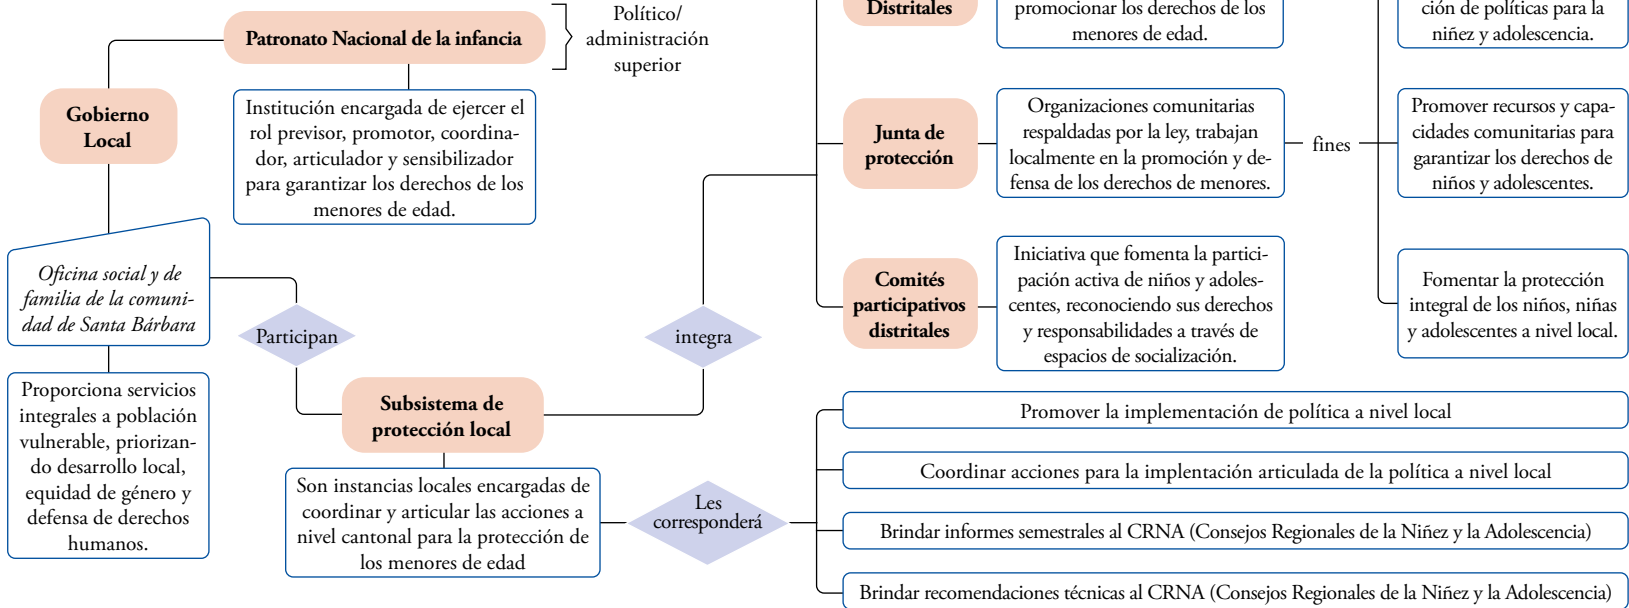 Político/
administración
superior
Patronato Nacional de la infancia
Institución encargada de ejercer el
rol previsor, promotor, coordina-
dor, articulador y sensibilizador
para garantizar los derechos de los
menores de edad.
Gobierno
Local
Oficina social y de
familia de la comuni-
dad de Santa Bárbara
Proporciona servicios
integrales a población
vulnerable, priorizan-
do desarrollo local,
equidad de género y
defensa de derechos
humanos.
Participan
Subsistema de
protección local
Son instancias locales encargadas de
coordinar y articular las acciones a
nivel cantonal para la protección de
los menores de edad
integra
Distritales
promocionar los derechos de los
menores de edad.
ción de políticas para la
niñez y adolescencia.
Junta de
protección
Organizaciones comunitarias
respaldadas por la ley, trabajan
localmente en la promoción y de-
fensa de los derechos de menores.
fines
Promover recursos y capa-
cidades comunitarias para
garantizar los derechos de
niños y adolescentes.
Comités
participativos
distritales
Iniciativa que fomenta la partici-
pación activa de niños y adoles-
centes, reconociendo sus derechos
y responsabilidades a través de
espacios de socialización.
Fomentar la protección
integral de los niños, niñas
y adolescentes a nivel local.
Les
corresponderá
Promover la implementación de política a nivel local
Coordinar acciones para la implentación articulada de la política a nivel local
Brindar informes semestrales al CRNA (Consejos Regionales de la Niñez y la Adolescencia)
Brindar recomendaciones técnicas al CRNA (Consejos Regionales de la Niñez y la Adolescencia)